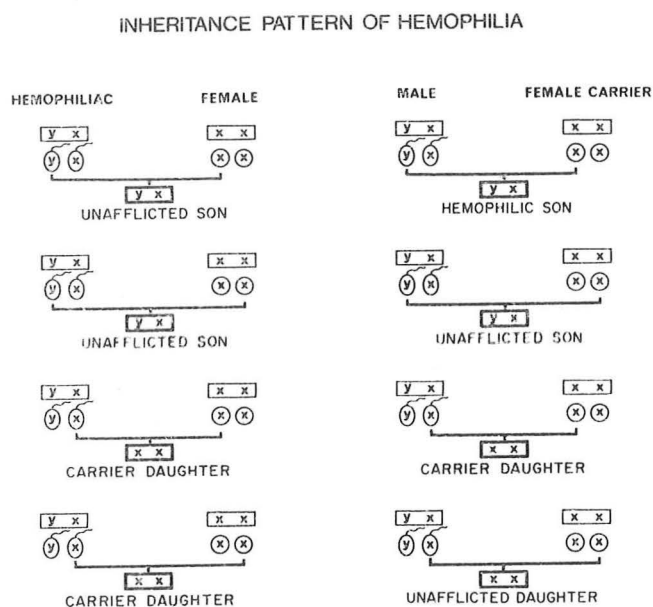 INHERITANCE PATTERN OF HEMOPHILIA
HEMOPHILIAC FEMALE
y x x x
y x x x
y x
UNAFFLICTED SON
y x x x
y x x x
y x
UNAFFLICTED SON
y x x x
y x x x
x x
CARRIER DAUGHTER
y x x x
y x x x
x x
CARRIER DAUGHTER
MALE FEMALE CARRIER
y x x x
y x x x
y x
HEMOPHILIC SON
y x x x
y x x x
y x
UNAFFLICTED SON
y x x x
y x x x
x x
CARRIER DAUGHTER
y x x x
y x x x
x x
UNAFFLICTED DAUGHTER